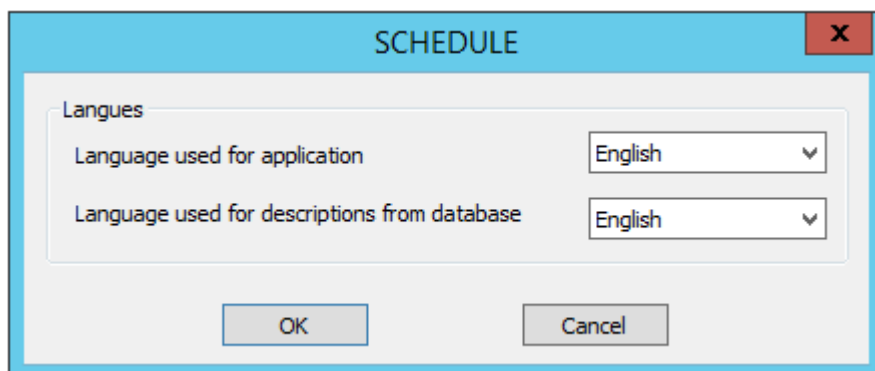 SCHEDULE
x
Langues
Language used for application English
Language used for descriptions from database English
OK Cancel